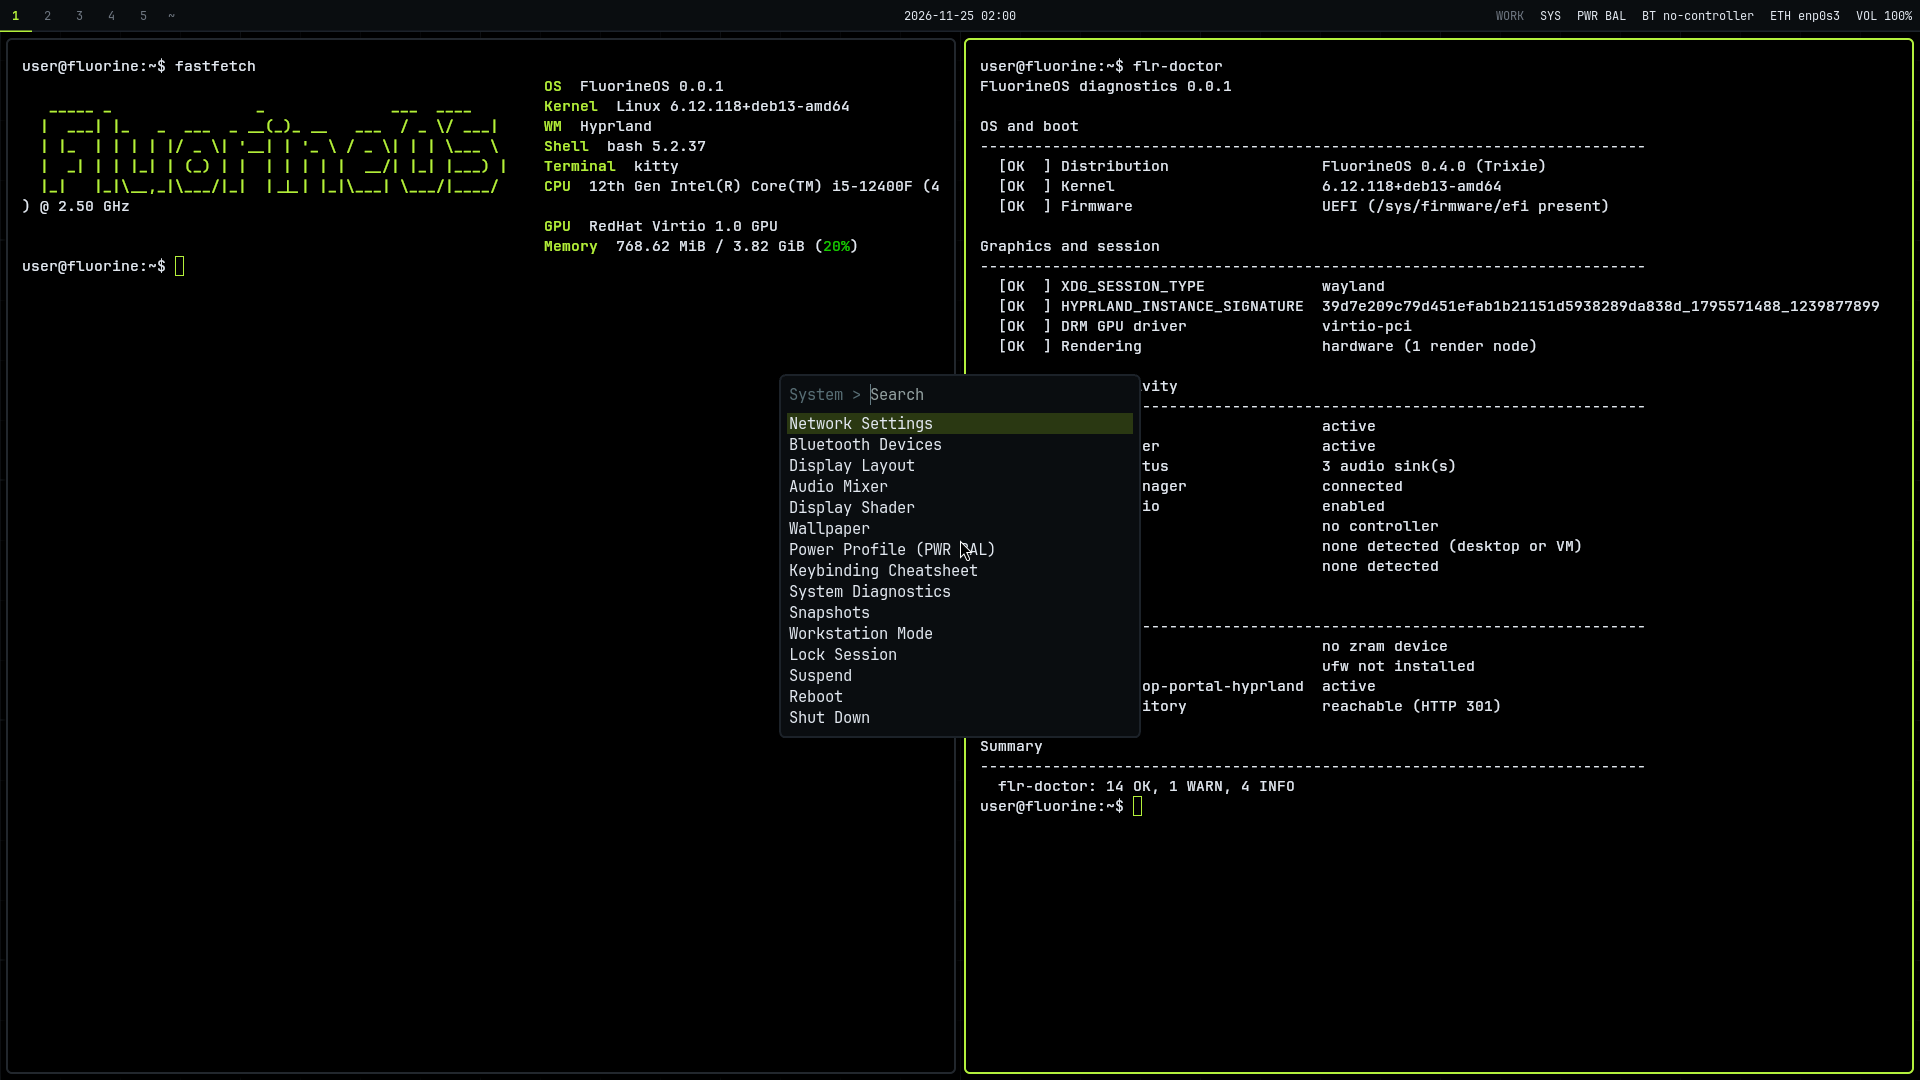 1 2 3 4 5 ~
2026-11-25 02:00
WORK SYS PWR BAL BT no-controller ETH enp0s3 VOL 100%
user@fluorine:~$ fastfetch
FluorineOS
OS FluorineOS 0.0.1
Kernel Linux 6.12.118+deb13-amd64
WM Hyprland
Shell bash 5.2.37
Terminal kitty
CPU 12th Gen Intel(R) Core(TM) i5-12400F (4
) @ 2.50 GHz
GPU RedHat Virtio 1.0 GPU
Memory 768.62 MiB / 3.82 GiB (20%)
user@fluorine:~$
user@fluorine:~$ flr-doctor
FluorineOS diagnostics 0.0.1
OS and boot
--------------------------------------------------------------------------
[OK ] Distribution FluorineOS 0.4.0 (Trixie)
[OK ] Kernel 6.12.118+deb13-amd64
[OK ] Firmware UEFI (/sys/firmware/efi present)
Graphics and session
--------------------------------------------------------------------------
[OK ] XDG_SESSION_TYPE wayland
[OK ] HYPRLAND_INSTANCE_SIGNATURE 39d7e209c79d451efab1b21151d5938289da838d_1795571488_1239877899
[OK ] DRM GPU driver virtio-pci
[OK ] Rendering hardware (1 render node)
vity
active
er active
tus 3 audio sink(s)
nager connected
io enabled
no controller
none detected (desktop or VM)
none detected
no zram device
ufw not installed
op-portal-hyprland active
itory reachable (HTTP 301)
Summary
--------------------------------------------------------------------------
flr-doctor: 14 OK, 1 WARN, 4 INFO
user@fluorine:~$
System > Search
Network Settings
Bluetooth Devices
Display Layout
Audio Mixer
Display Shader
Wallpaper
Power Profile (PWR BAL)
Keybinding Cheatsheet
System Diagnostics
Snapshots
Workstation Mode
Lock Session
Suspend
Reboot
Shut Down